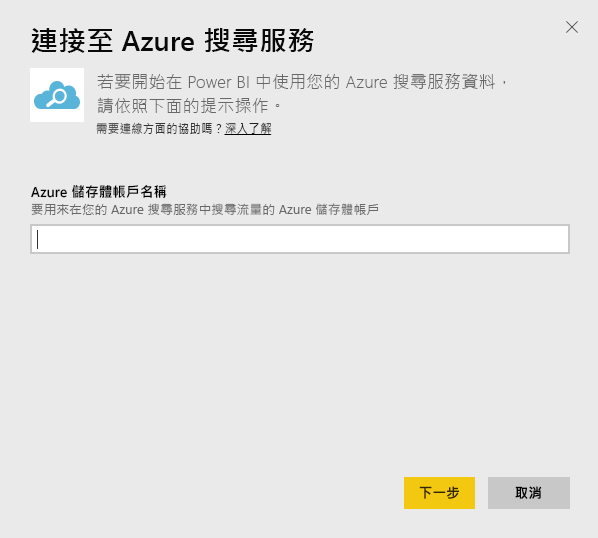 連接至 Azure 搜尋服務
若要開始在 Power BI 中使用您的 Azure 搜尋服務資料，
請依照下面的提示操作。
需要連線方面的協助嗎？深入了解
Azure 儲存體帳戶名稱
要用來在您的 Azure 搜尋服務中搜尋流量的 Azure 儲存體帳戶
下一步 取消